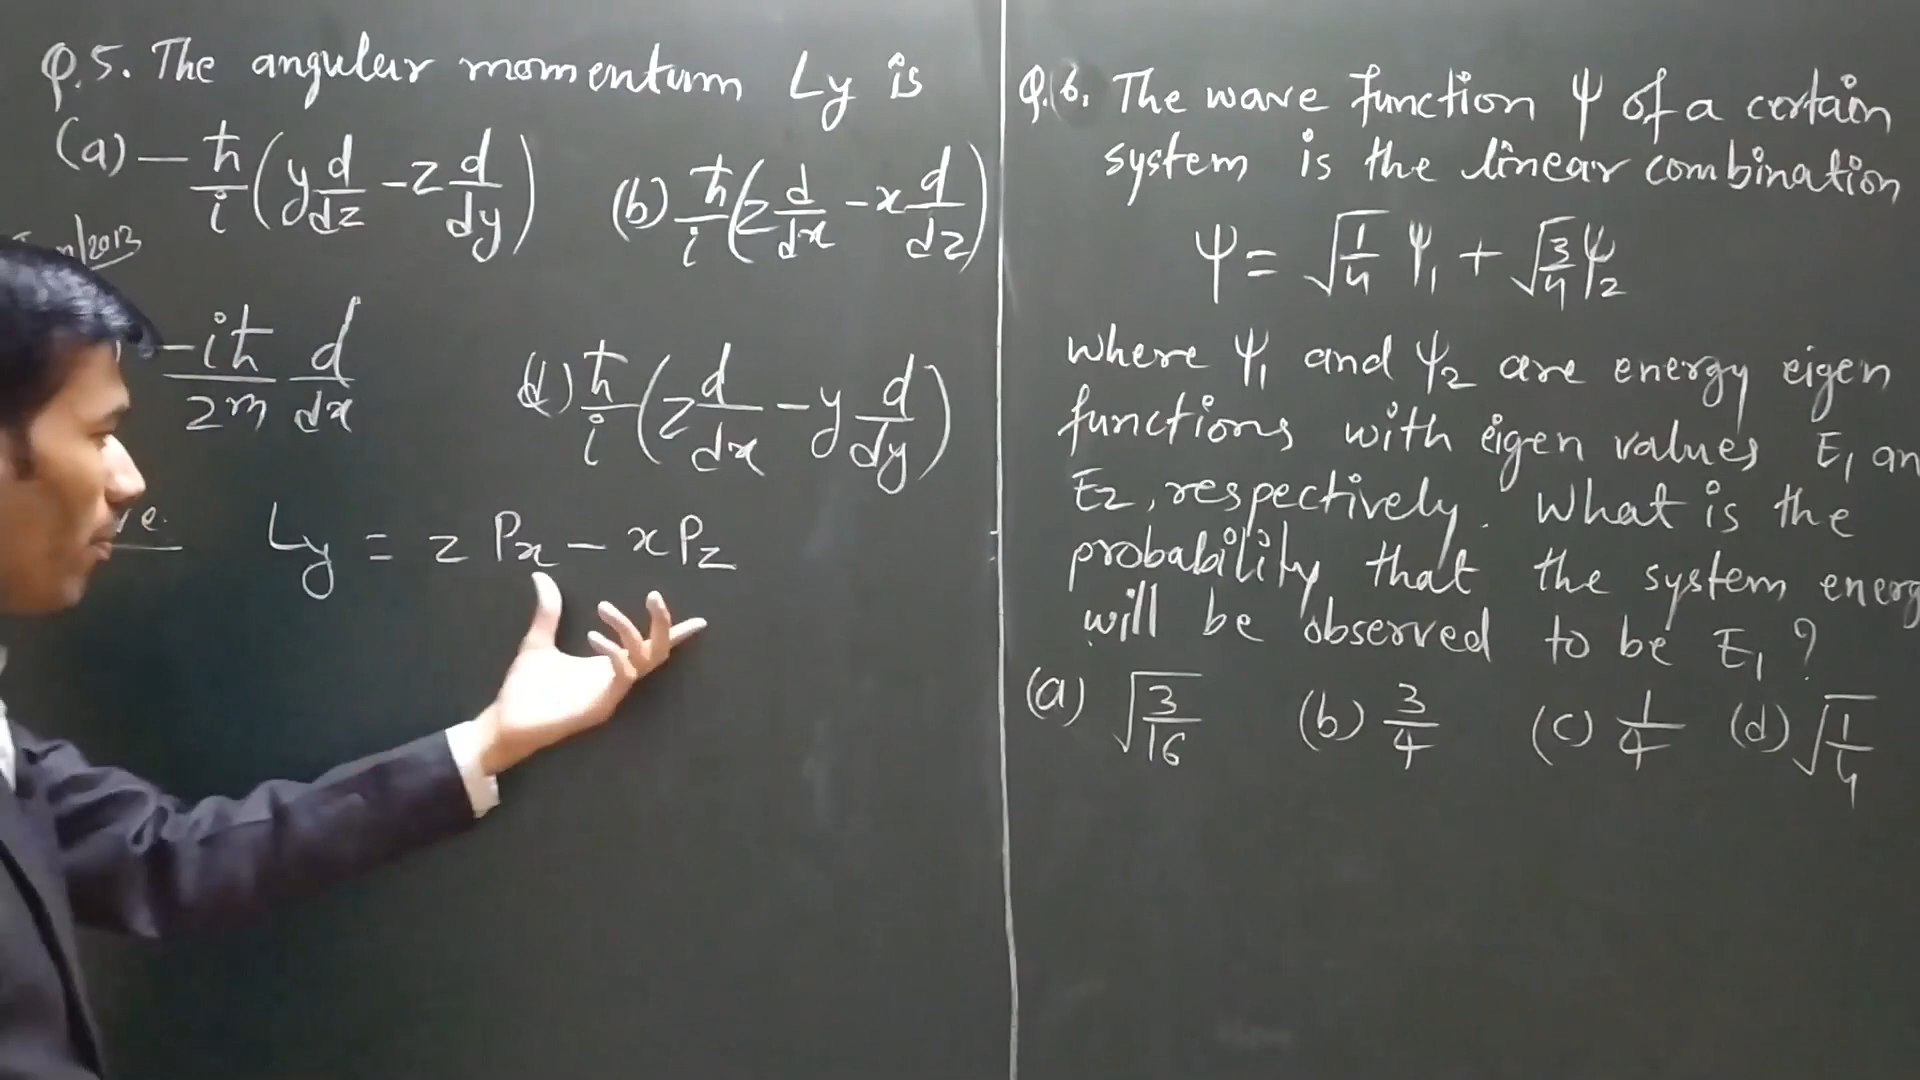 Q.5. The angular momentum Ly is
(a) -ħ/i (y d/dz - z d/dy) (b) ħ/i (z d/dx - x d/dz)
/2013
-iħ/2m d/dx (d) ħ/i (z d/dx - y d/dy)
Ly = z Px - x Pz
Q.6. The wave function Ψ of a certain
system is the linear combination
Ψ = √1/4 Ψ1 + √3/4 Ψ2
where Ψ1 and Ψ2 are energy eigen
functions with eigen values E1 an
E2, respectively. What is the
probability that the system energ
will be observed to be E1 ?
(a) √3/16 (b) 3/4 (c) 1/4 (d) √1/4